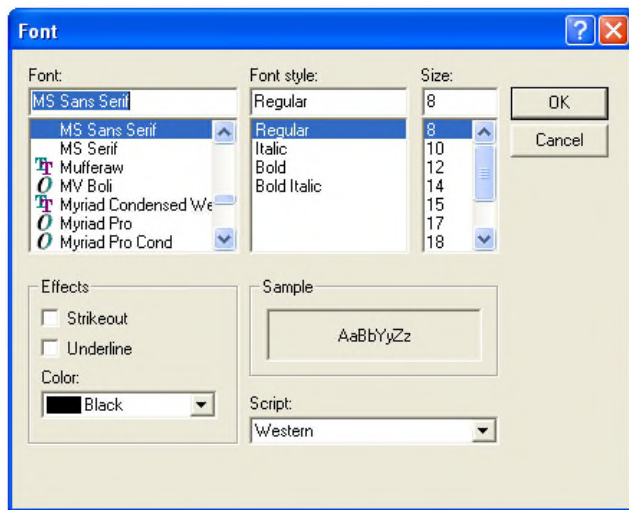 Font
Font:
MS Sans Serif
MS Sans Serif
MS Serif
Mufferaw
MV Boli
Myriad Condensed We
Myriad Pro
Myriad Pro Cond
Font style:
Regular
Regular
Italic
Bold
Bold Italic
Size:
8
8
10
12
14
15
17
18
OK
Cancel
Effects
Strikeout
Underline
Color:
Black
Sample
AaBbYyZz
Script:
Western